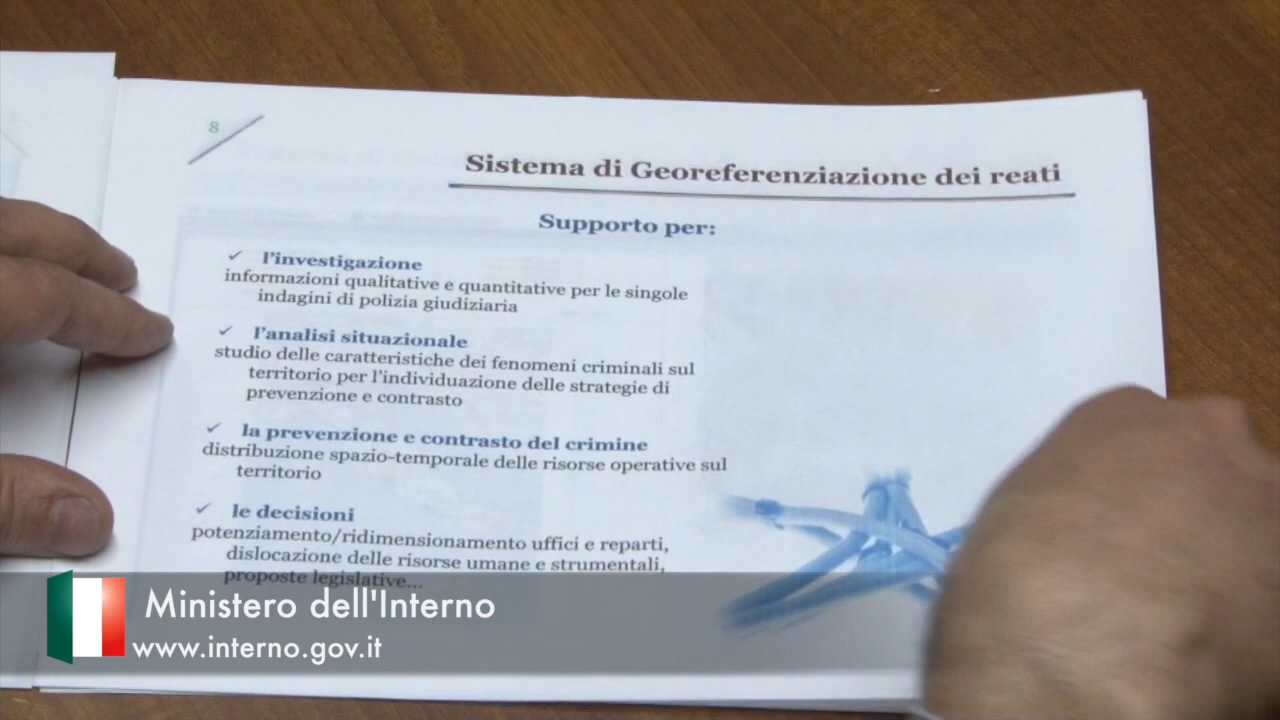 8
Sistema di Georeferenziazione dei reati
Supporto per:
✓ l'investigazione
informazioni qualitative e quantitative per le singole
indagini di polizia giudiziaria
✓ l'analisi situazionale
studio delle caratteristiche dei fenomeni criminali sul
territorio per l'individuazione delle strategie di
prevenzione e contrasto
✓ la prevenzione e contrasto del crimine
distribuzione spazio-temporale delle risorse operative sul
territorio
✓ le decisioni
potenziamento/ridimensionamento uffici e reparti,
dislocazione delle risorse umane e strumentali,
proposte legislative...
Ministero dell'Interno
www.interno.gov.it